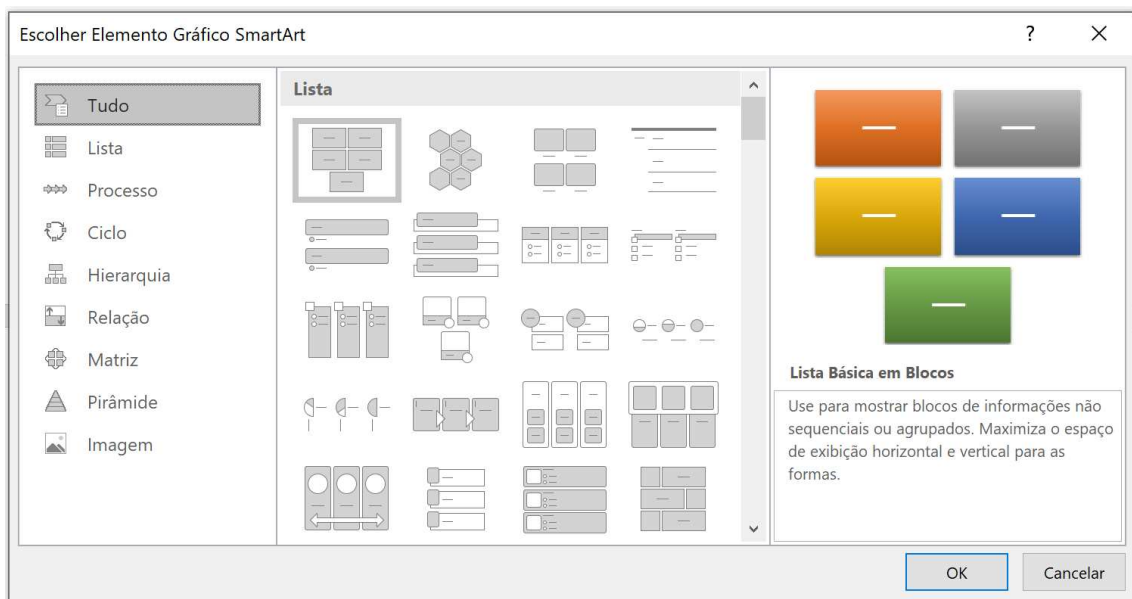 Escolher Elemento Gráfico SmartArt
?
Tudo
Lista
Processo
Ciclo
Hierarquia
Relação
Matriz
Pirâmide
Imagem
Lista
Lista Básica em Blocos
Use para mostrar blocos de informações não
sequenciais ou agrupados. Maximiza o espaço
de exibição horizontal e vertical para as
formas.
OK
Cancelar